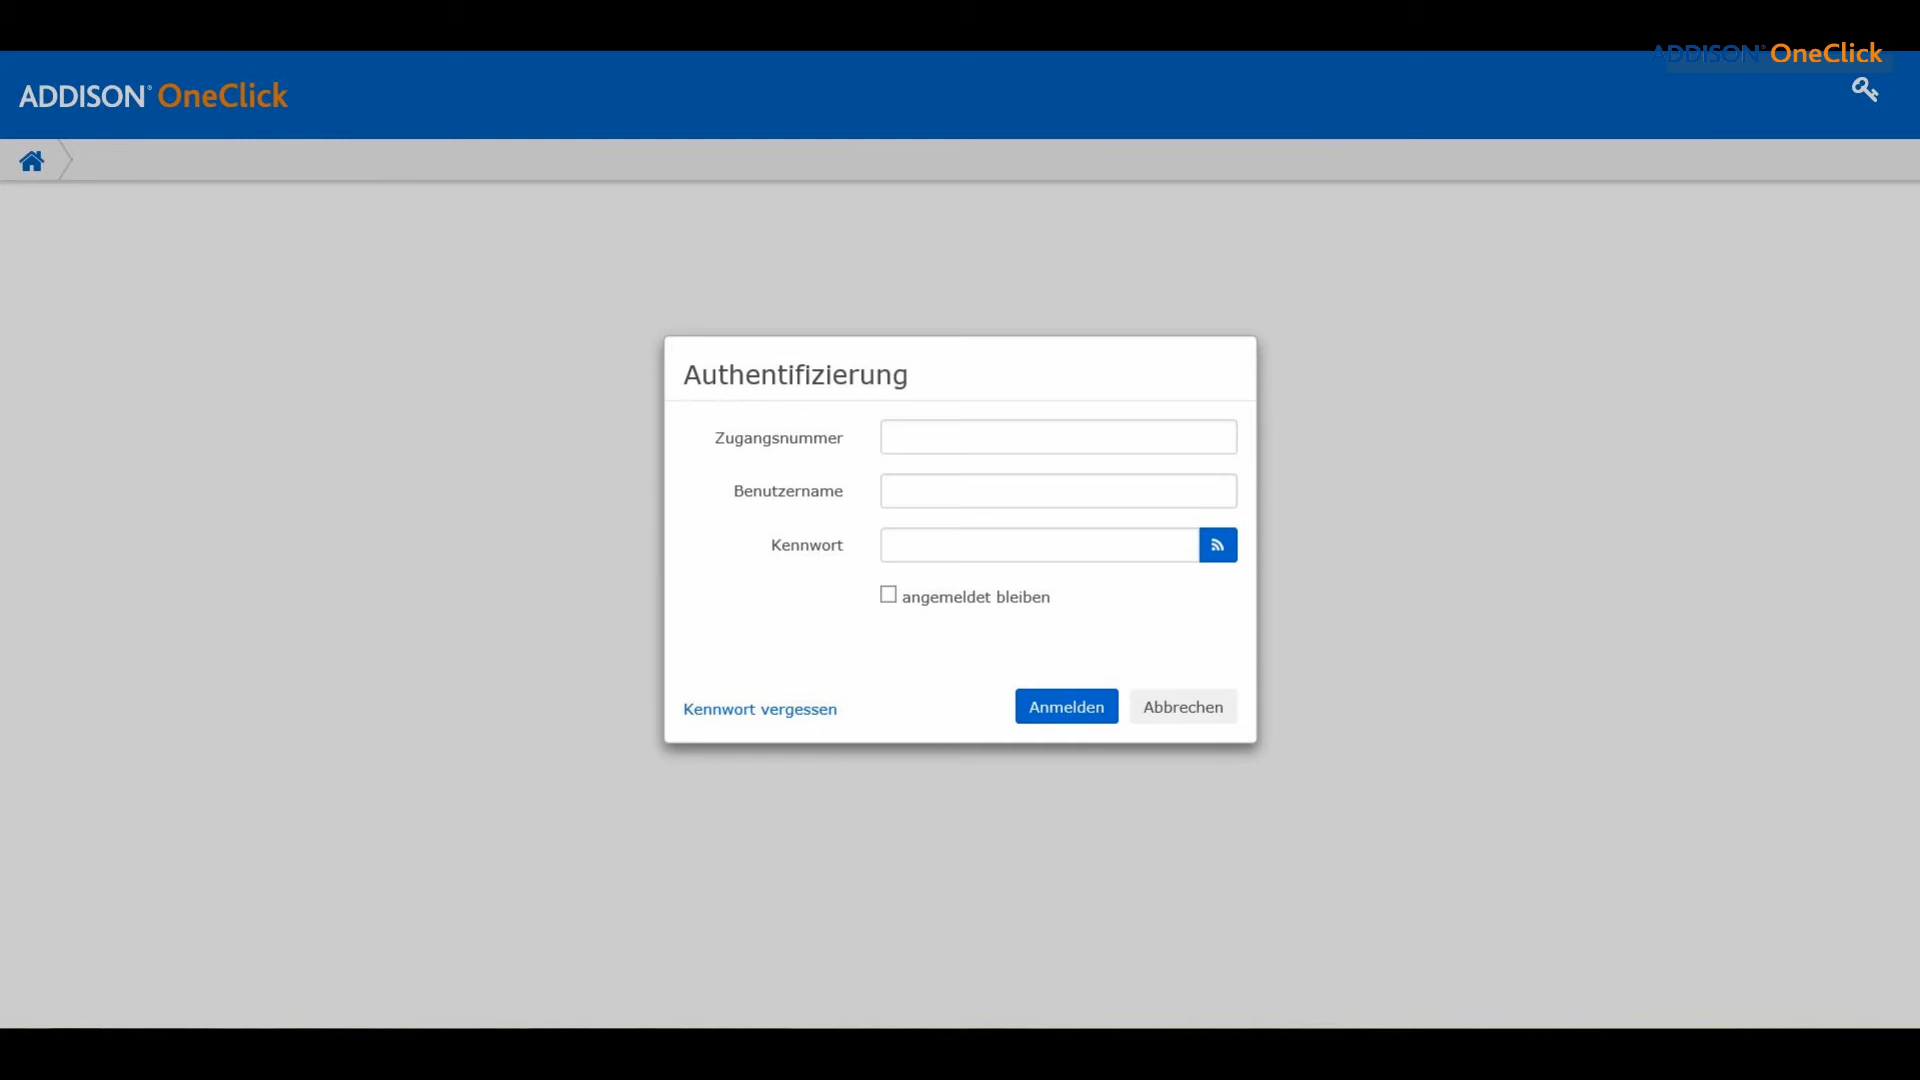 ADDISON® OneClick
ADDISON® OneClick
Authentifizierung
Zugangsnummer
Benutzername
Kennwort
angemeldet bleiben
Kennwort vergessen
Anmelden
Abbrechen